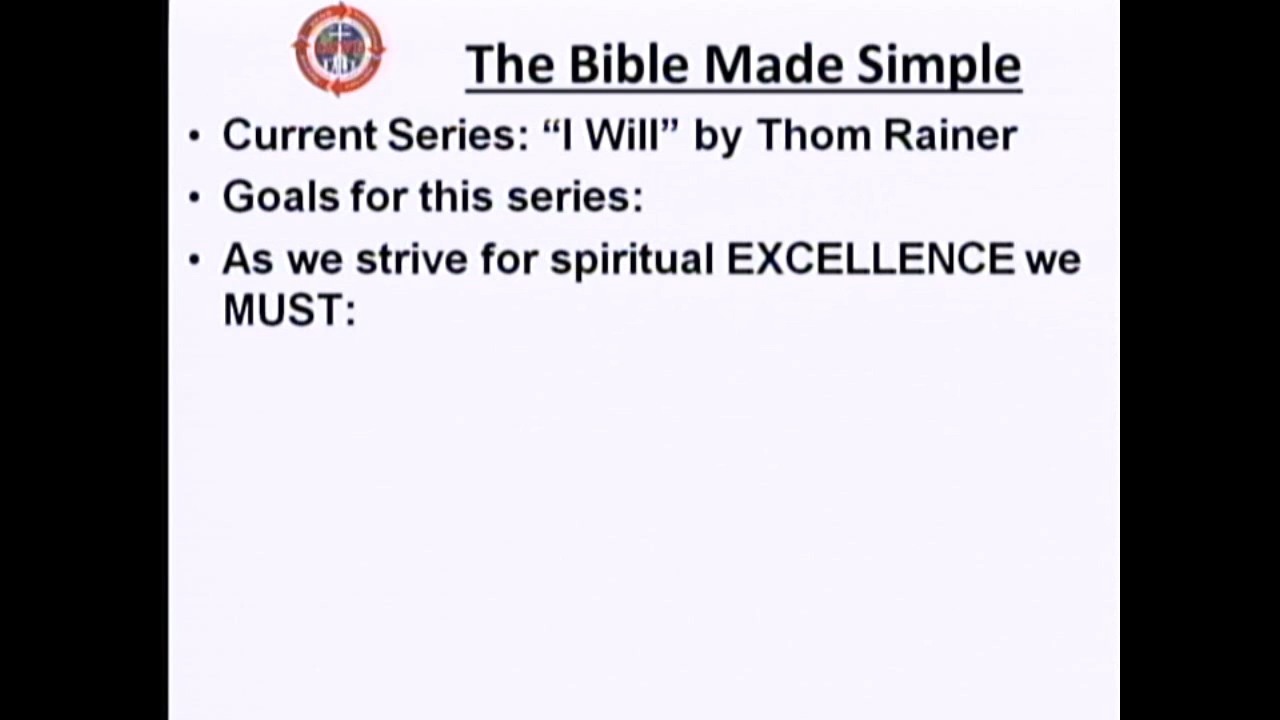 The Bible Made Simple
• Current Series: “I Will” by Thom Rainer
• Goals for this series:
• As we strive for spiritual EXCELLENCE we
MUST: